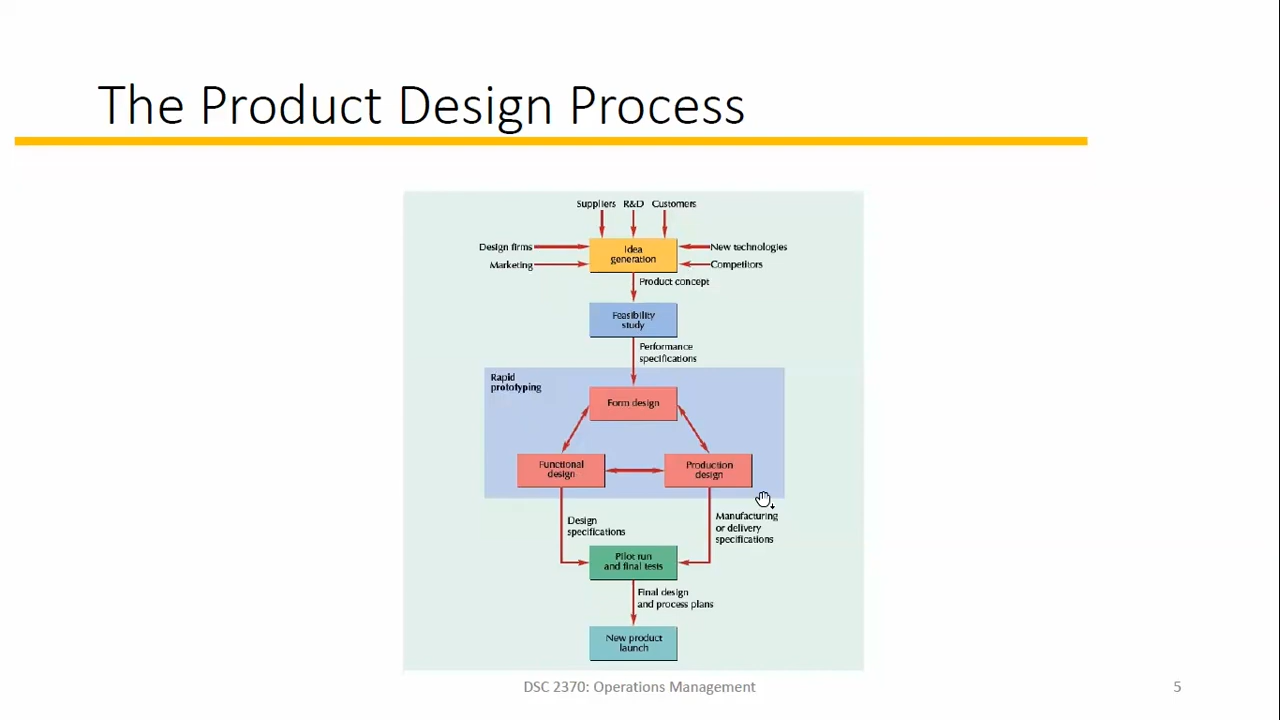 The Product Design Process
Suppliers R&D Customers
Design firms
New technologies
Idea
generation
Marketing
Competitors
Product concept
Feasibility
study
Performance
specifications
Rapid
prototyping
Form design
Functional
design
Production
design
Design
specifications
Manufacturing
or delivery
specifications
Pilot run
and final tests
Final design
and process plans
New product
launch
DSC 2370: Operations Management
5